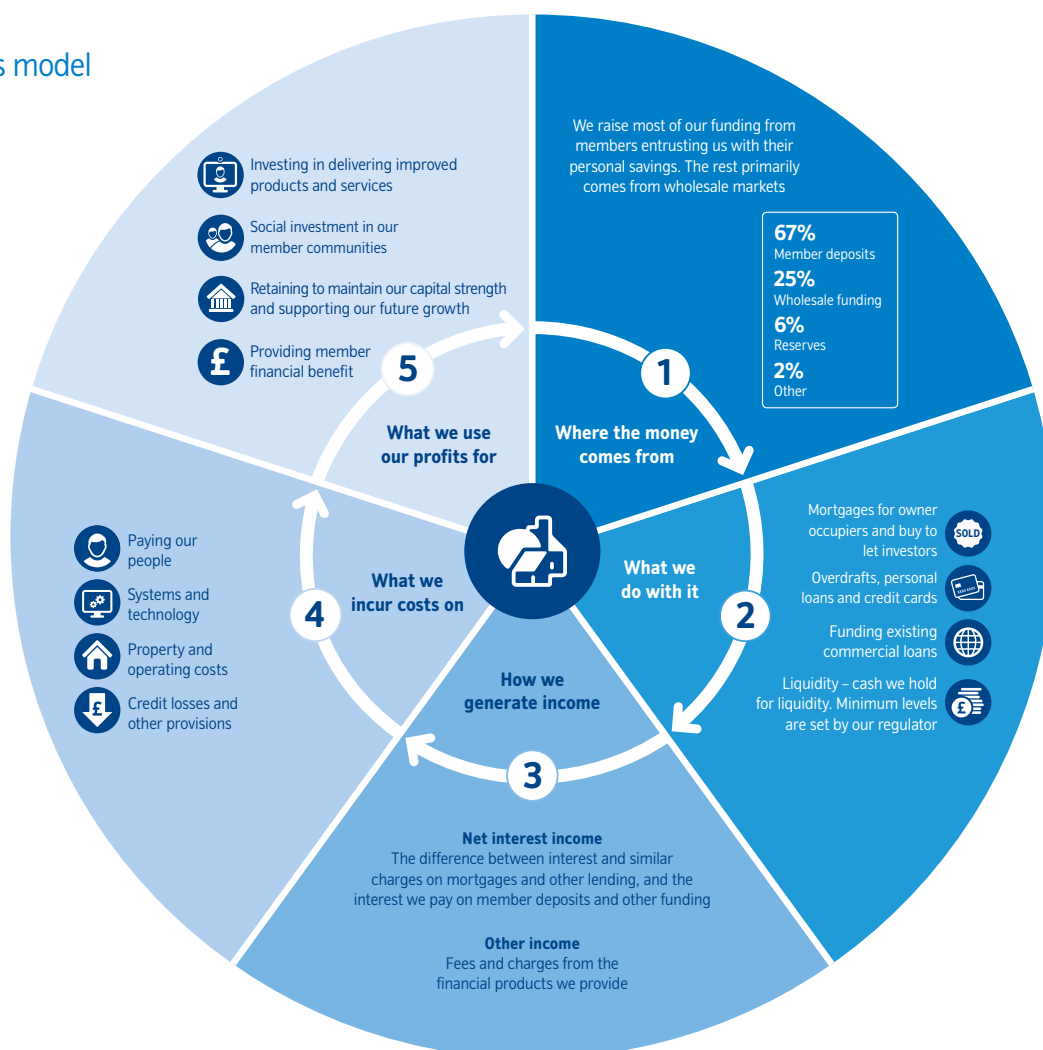 s model
We raise most of our funding from
members entrusting us with their
personal savings. The rest primarily
comes from wholesale markets
67%
Member deposits
25%
Wholesale funding
6%
Reserves
2%
Other
1
Where the money
comes from
Mortgages for owner
occupiers and buy to
let investors
SOLD
Overdrafts, personal
loans and credit cards
Funding existing
commercial loans
Liquidity – cash we hold
for liquidity. Minimum levels
are set by our regulator
£
What we
do with it
2
How we
generate income
3
Net interest income
The difference between interest and similar
charges on mortgages and other lending, and the
interest we pay on member deposits and other funding
Other income
Fees and charges from the
financial products we provide
What we
incur costs on
4
Paying our
people
Systems and
technology
Property and
operating costs
£
Credit losses and
other provisions
Investing in delivering improved
products and services
Social investment in our
member communities
Retaining to maintain our capital strength
and supporting our future growth
£
Providing member
financial benefit
5
What we use
our profits for